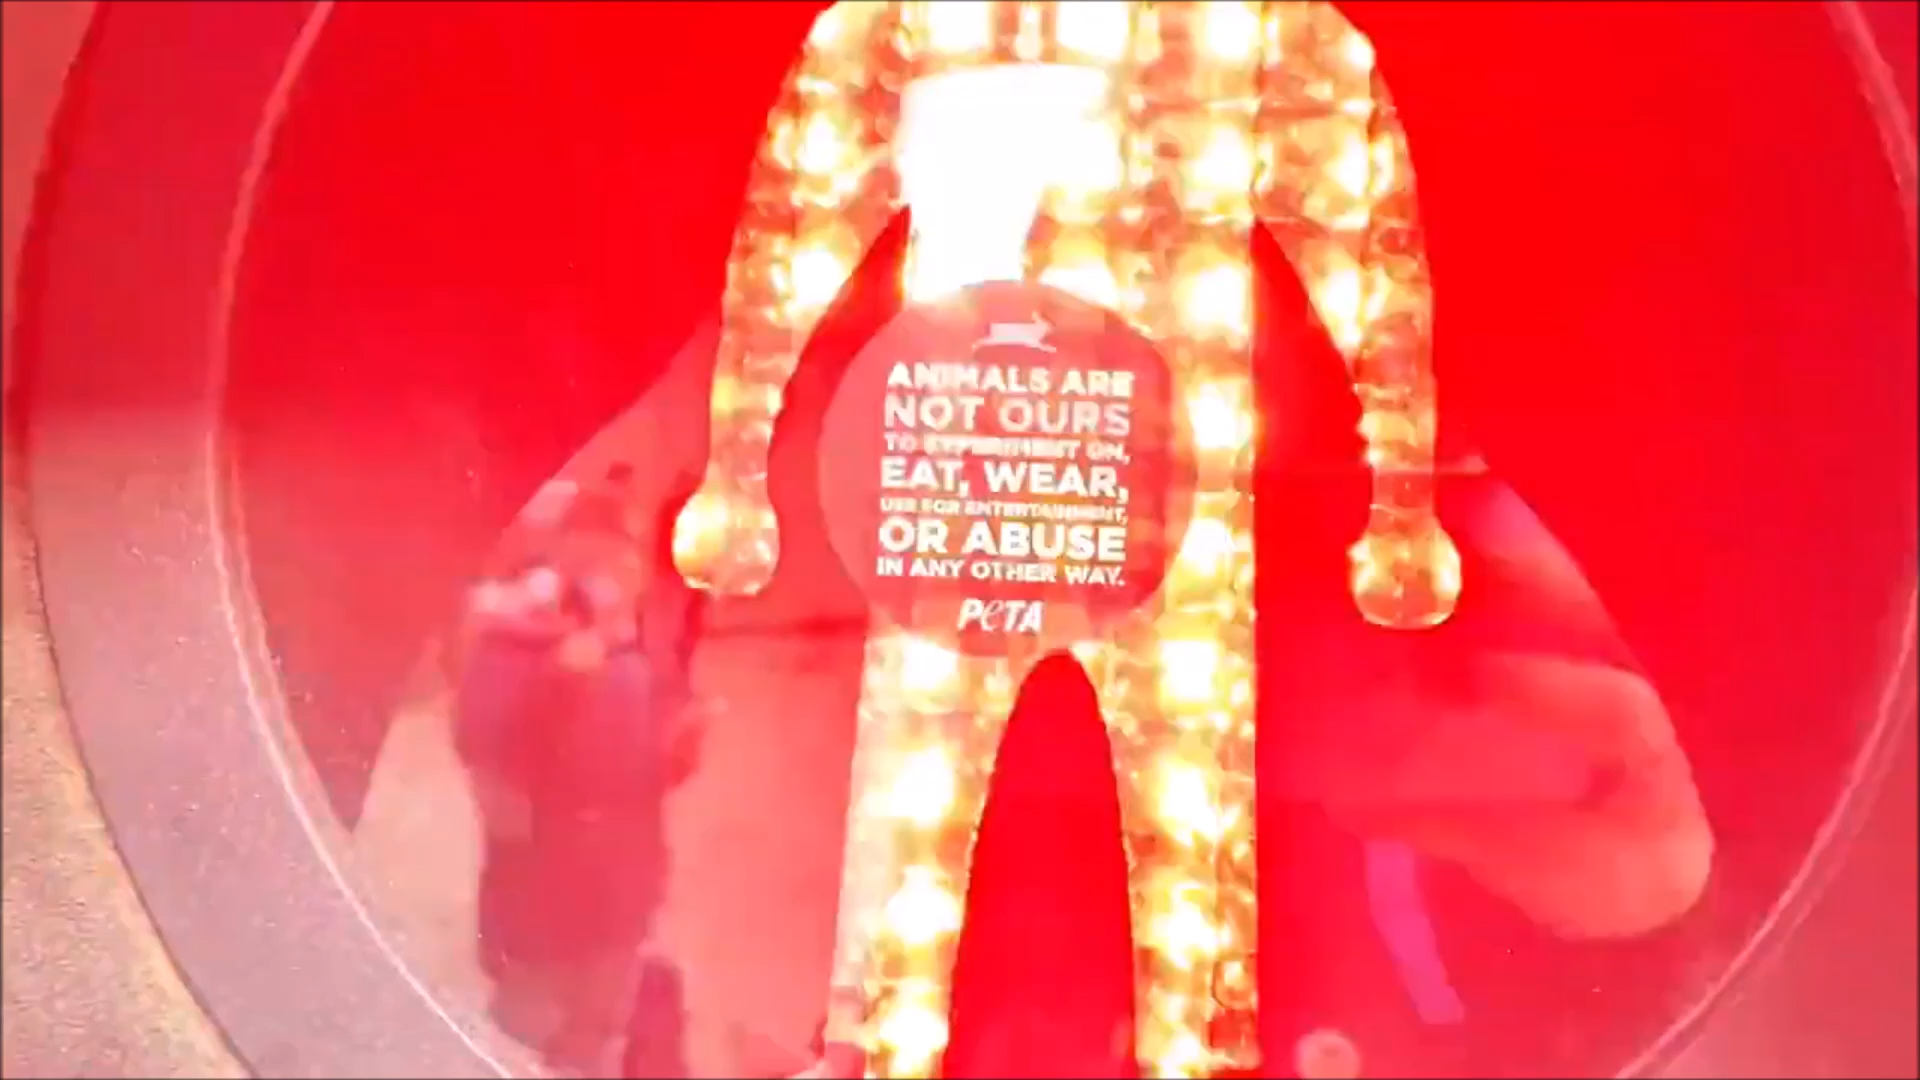 ANIMALS ARE
NOT OURS
TO EXPERIMENT ON,
EAT, WEAR,
USE FOR ENTERTAINMENT,
OR ABUSE
IN ANY OTHER WAY.
PETA